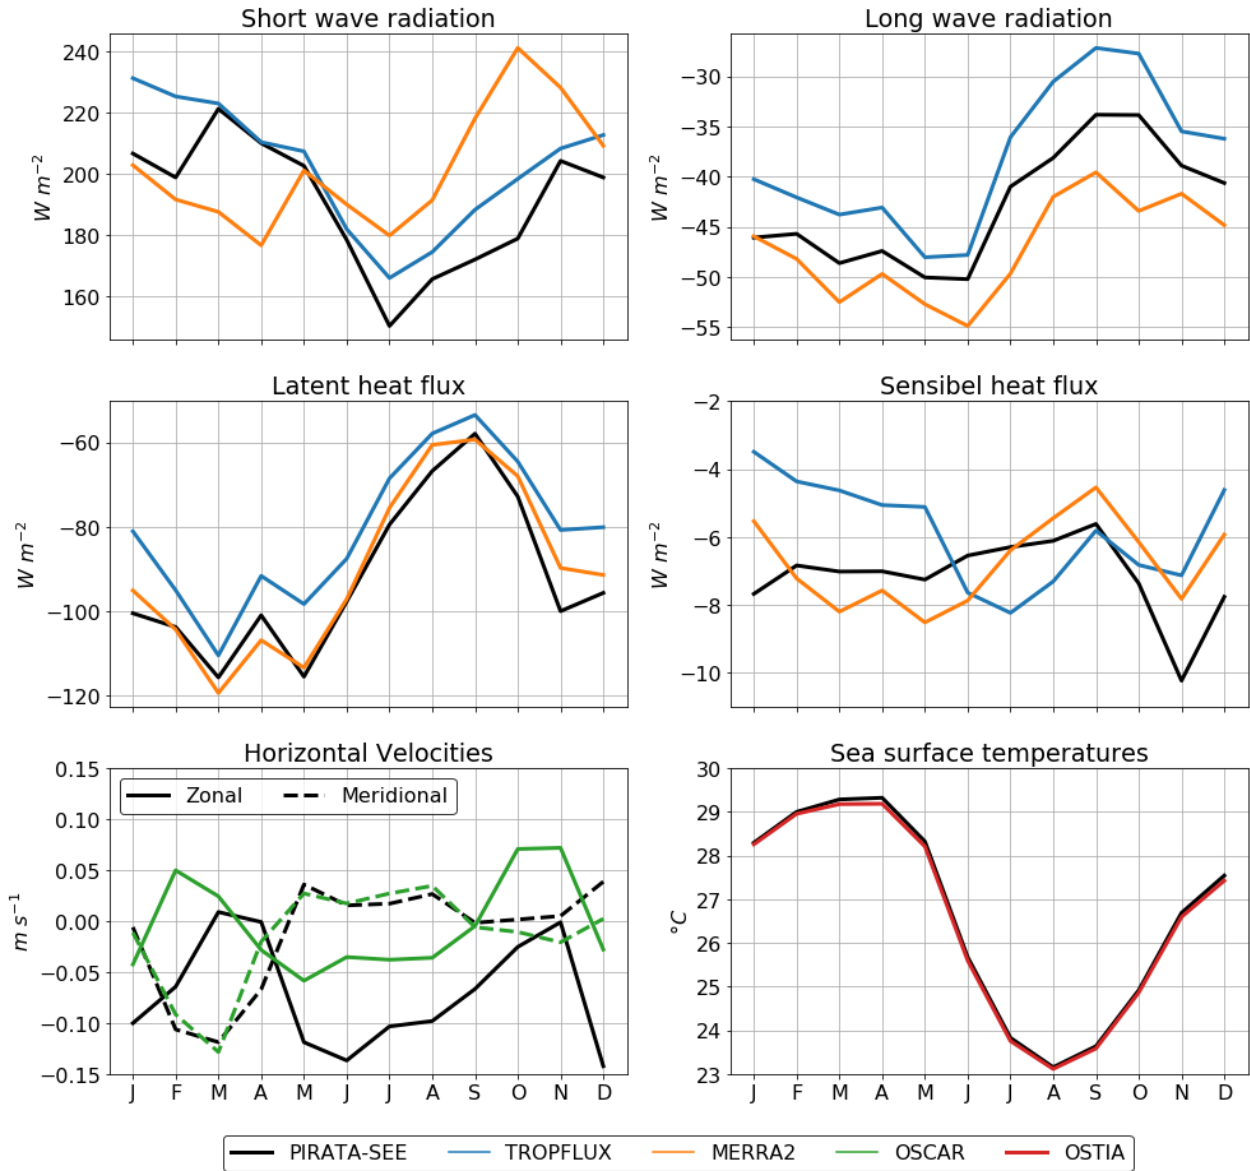 Short wave radiation
Long wave radiation
240
220
200
180
160
W m⁻²
−30
−35
−40
−45
−50
−55
W m⁻²
Latent heat flux
Sensibel heat flux
−60
−80
−100
−120
W m⁻²
−2
−4
−6
−8
−10
W m⁻²
Horizontal Velocities
Sea surface temperatures
Zonal Meridional
0.15
0.10
0.05
0.00
−0.05
−0.10
−0.15
m s⁻¹
J F M A M J J A S O N D
30
29
28
27
26
25
24
23
°C
J F M A M J J A S O N D
PIRATA-SEE TROPFLUX MERRA2 OSCAR OSTIA